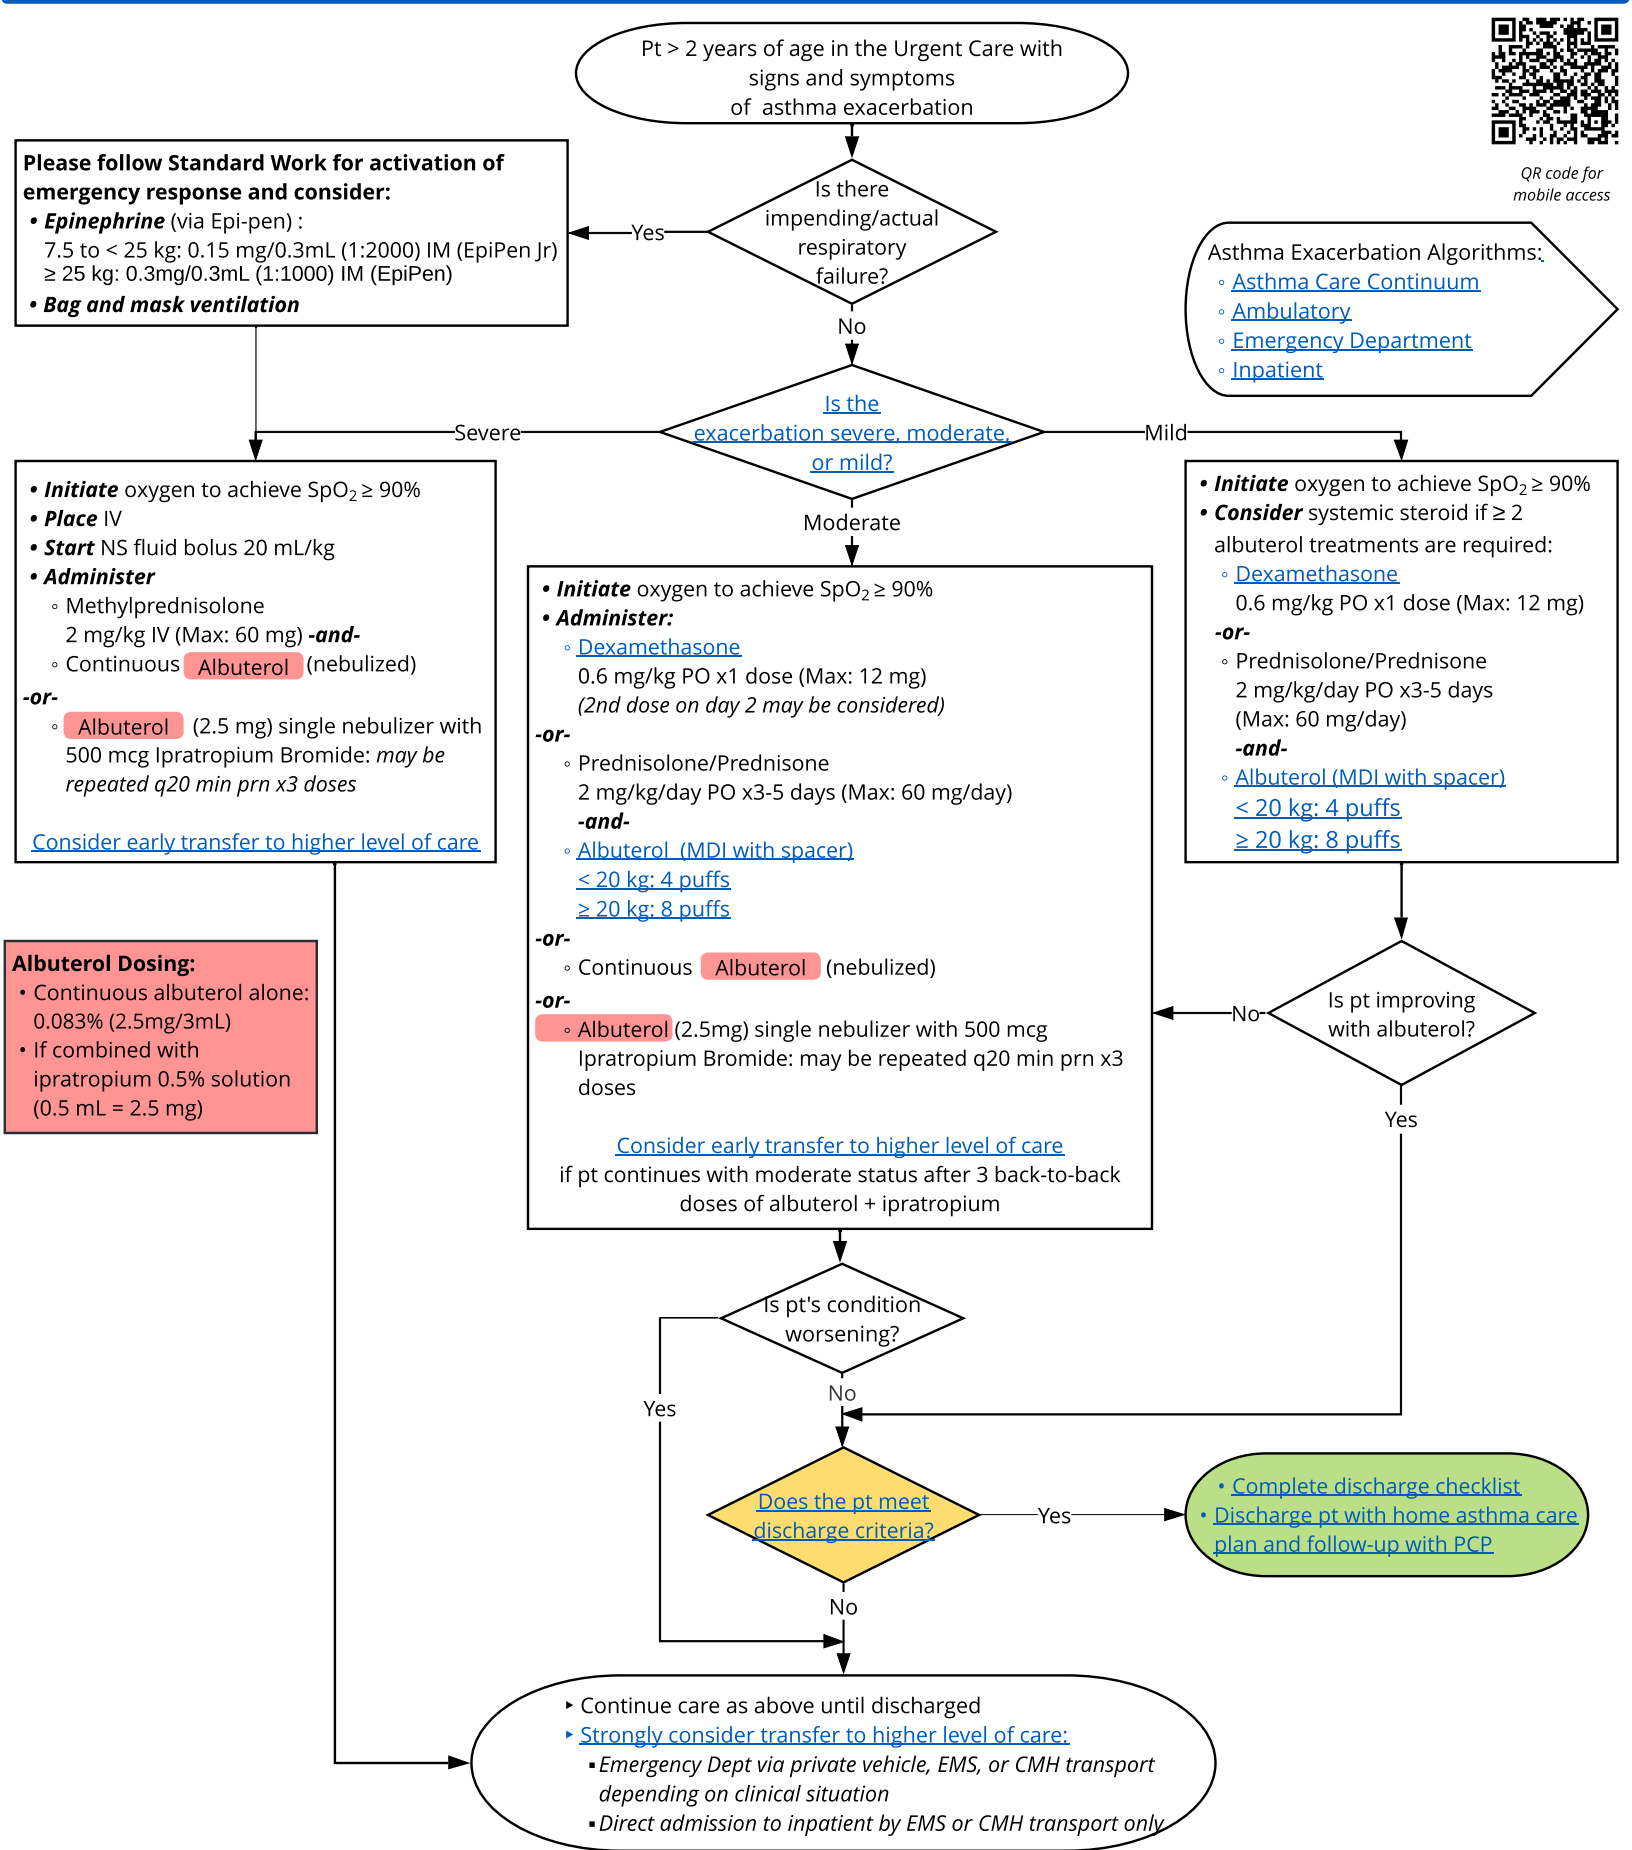 Pt > 2 years of age in the Urgent Care with
signs and symptoms
of  asthma exacerbation
QR code for
mobile access
Please follow Standard Work for activation of
emergency response and consider:
• Epinephrine (via Epi-pen) :
7.5 to < 25 kg: 0.15 mg/0.3mL (1:2000) IM (EpiPen Jr)
≥ 25 kg: 0.3mg/0.3mL (1:1000) IM (EpiPen)
• Bag and mask ventilation
Yes
Is there
impending/actual
respiratory
failure?
No
Asthma Exacerbation Algorithms:
◦ Asthma Care Continuum
◦ Ambulatory
◦ Emergency Department
◦ Inpatient
Severe
Is the
exacerbation severe, moderate,
or mild?
Mild
Moderate
• Initiate oxygen to achieve SpO2 ≥ 90%
• Place IV
• Start NS fluid bolus 20 mL/kg
• Administer
◦ Methylprednisolone
2 mg/kg IV (Max: 60 mg) -and-
◦ Continuous Albuterol (nebulized)
-or-
◦ Albuterol (2.5 mg) single nebulizer with
500 mcg Ipratropium Bromide: may be
repeated q20 min prn x3 doses
Consider early transfer to higher level of care
• Initiate oxygen to achieve SpO2 ≥ 90%
• Administer:
◦ Dexamethasone
0.6 mg/kg PO x1 dose (Max: 12 mg)
(2nd dose on day 2 may be considered)
-or-
◦ Prednisolone/Prednisone
2 mg/kg/day PO x3-5 days (Max: 60 mg/day)
-and-
◦ Albuterol  (MDI with spacer)
< 20 kg: 4 puffs
≥ 20 kg: 8 puffs
-or-
◦ Continuous Albuterol (nebulized)
-or-
◦ Albuterol (2.5mg) single nebulizer with 500 mcg
Ipratropium Bromide: may be repeated q20 min prn x3
doses
Consider early transfer to higher level of care
if pt continues with moderate status after 3 back-to-back
doses of albuterol + ipratropium
• Initiate oxygen to achieve SpO2 ≥ 90%
• Consider systemic steroid if ≥ 2
albuterol treatments are required:
◦ Dexamethasone
0.6 mg/kg PO x1 dose (Max: 12 mg)
-or-
◦ Prednisolone/Prednisone
2 mg/kg/day PO x3-5 days
(Max: 60 mg/day)
-and-
◦ Albuterol (MDI with spacer)
< 20 kg: 4 puffs
≥ 20 kg: 8 puffs
Albuterol Dosing:
• Continuous albuterol alone:
0.083% (2.5mg/3mL)
• If combined with
ipratropium 0.5% solution
(0.5 mL = 2.5 mg)
No
Is pt improving
with albuterol?
Yes
Is pt's condition
worsening?
No
Yes
Does the pt meet
discharge criteria?
Yes
• Complete discharge checklist
• Discharge pt with home asthma care
plan and follow-up with PCP
No
‣ Continue care as above until discharged
‣ Strongly consider transfer to higher level of care:
▪ Emergency Dept via private vehicle, EMS, or CMH transport
depending on clinical situation
▪ Direct admission to inpatient by EMS or CMH transport only